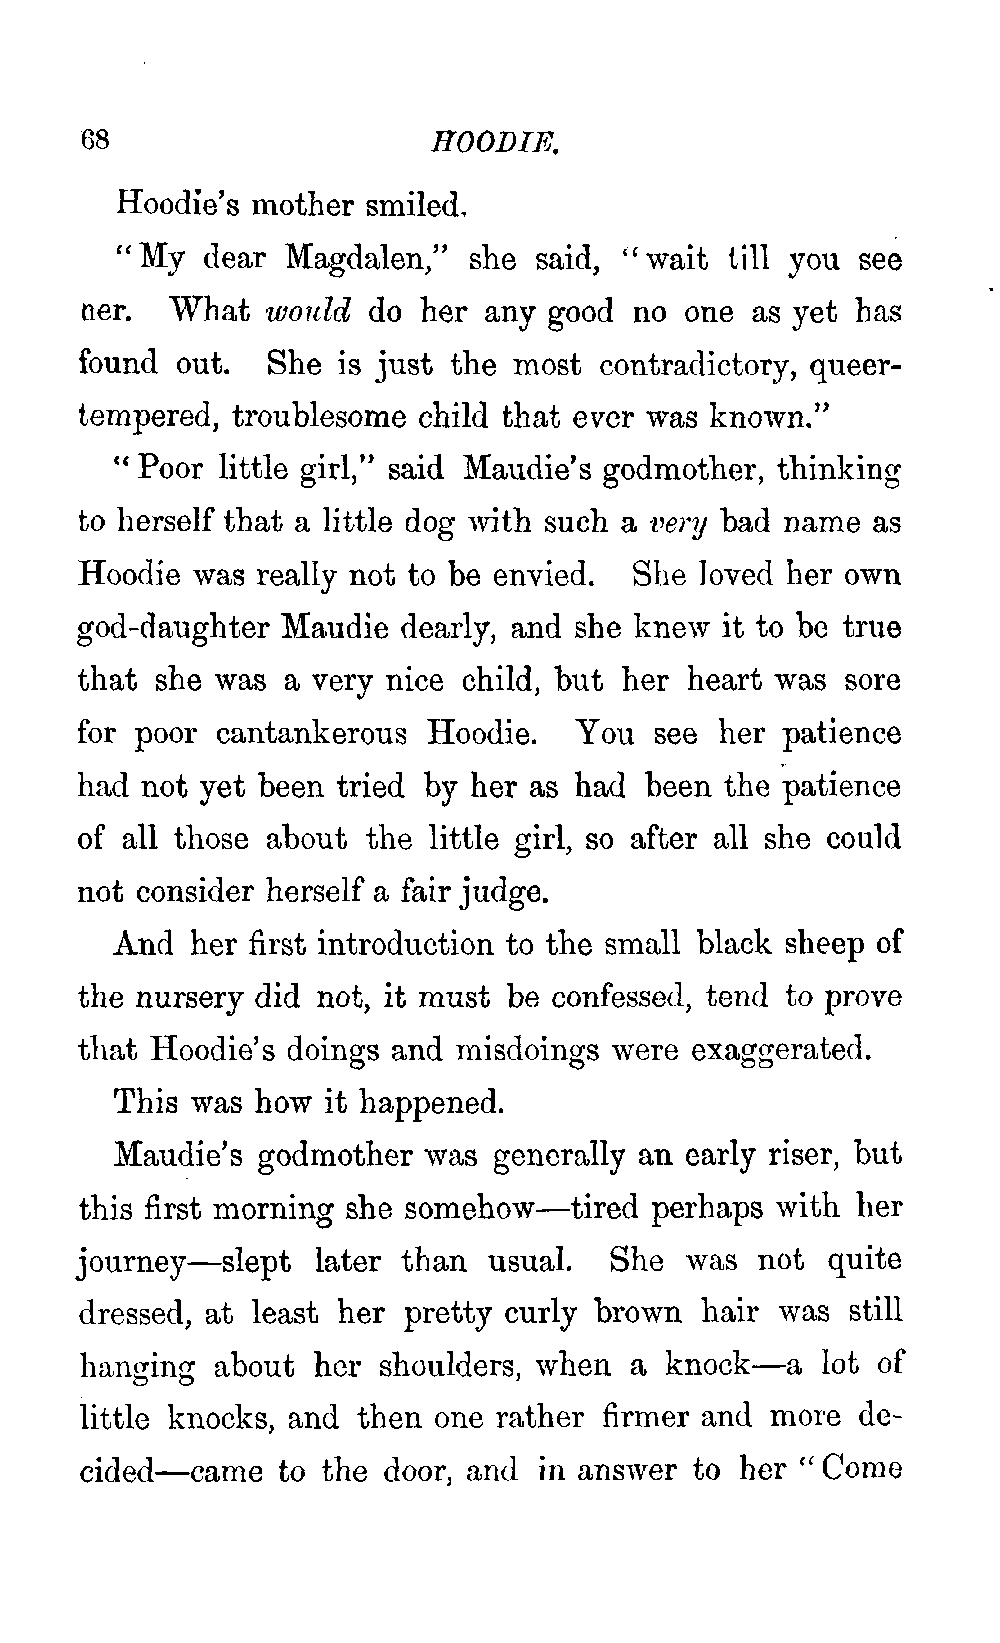 68 HOODIE.
Hoodie's mother smiled.
"My dear Magdalen," she said, "wait till you see
her. What would do her any good no one as yet has
found out. She is just the most contradictory, queer-
tempered, troublesome child that ever was known."
"Poor little girl," said Maudie's godmother, thinking
to herself that a little dog with such a very bad name as
Hoodie was really not to be envied. She loved her own
god-daughter Maudie dearly, and she knew it to be true
that she was a very nice child, but her heart was sore
for poor cantankerous Hoodie. You see her patience
had not yet been tried by her as had been the patience
of all those about the little girl, so after all she could
not consider herself a fair judge.
And her first introduction to the small black sheep of
the nursery did not, it must be confessed, tend to prove
that Hoodie's doings and misdoings were exaggerated.
This was how it happened.
Maudie's godmother was generally an early riser, but
this first morning she somehow—tired perhaps with her
journey—slept later than usual. She was not quite
dressed, at least her pretty curly brown hair was still
hanging about her shoulders, when a knock—a lot of
little knocks, and then one rather firmer and more de-
cided—came to the door, and in answer to her "Come